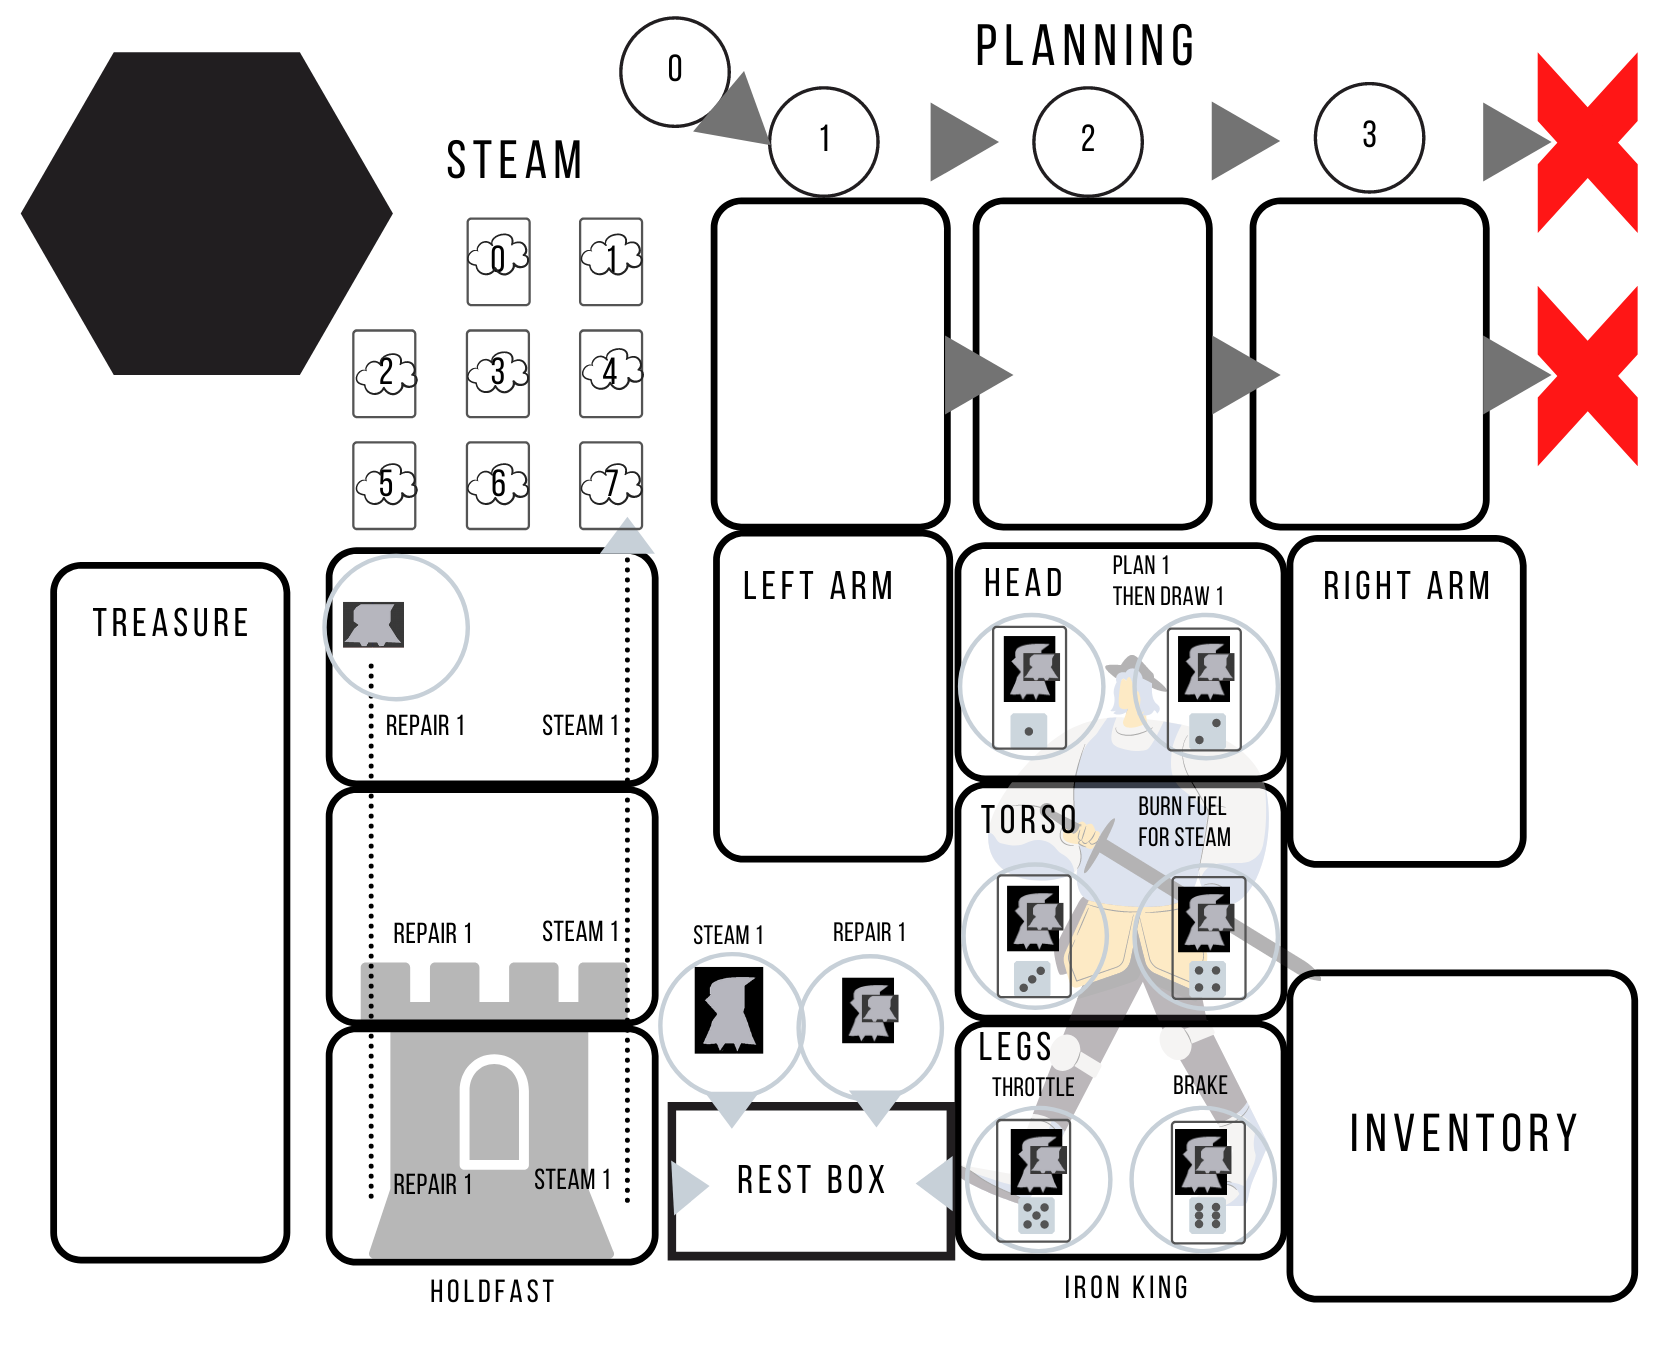 PLANNING
0
1
2
3
STEAM
0
1
2
3
4
5
6
7
TREASURE
REPAIR 1
STEAM 1
REPAIR 1
STEAM 1
REPAIR 1
STEAM 1
HOLDFAST
LEFT ARM
HEAD
PLAN 1
THEN DRAW 1
RIGHT ARM
TORSO
BURN FUEL
FOR STEAM
STEAM 1
REPAIR 1
REST BOX
LEGS
THROTTLE
BRAKE
IRON KING
INVENTORY